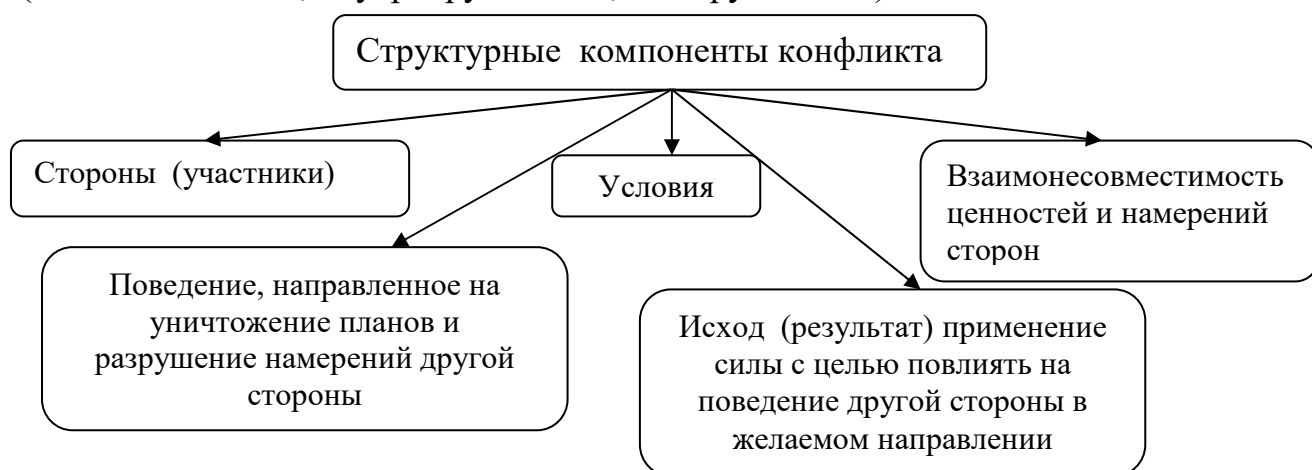 Структурные компоненты конфликта
Стороны (участники)
Условия
Взаимонесовместимость
ценностей и намерений
сторон
Поведение, направленное на
уничтожение планов и
разрушение намерений другой
стороны
Исход (результат) применение
силы с целью повлиять на
поведение другой стороны в
желаемом направлении